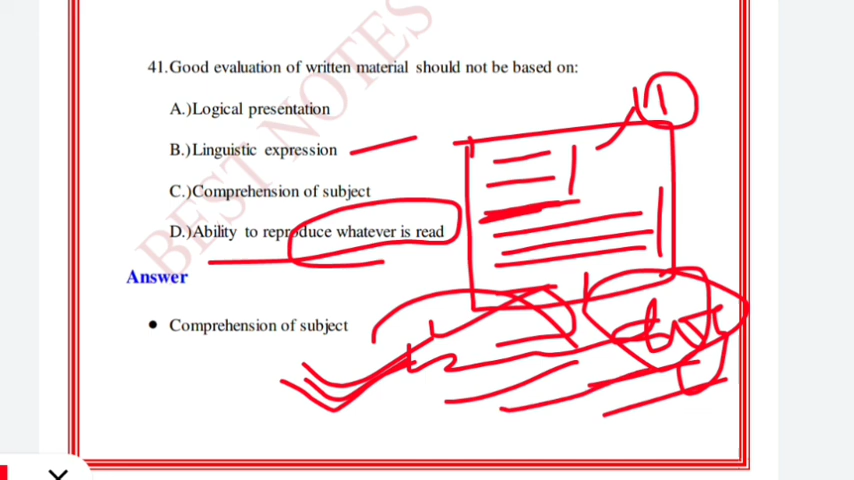 41.Good evaluation of written material should not be based on:
A.)Logical presentation
B.)Linguistic expression
C.)Comprehension of subject
D.)Ability to reproduce whatever is read
Answer
• Comprehension of subject
BEST NOTES